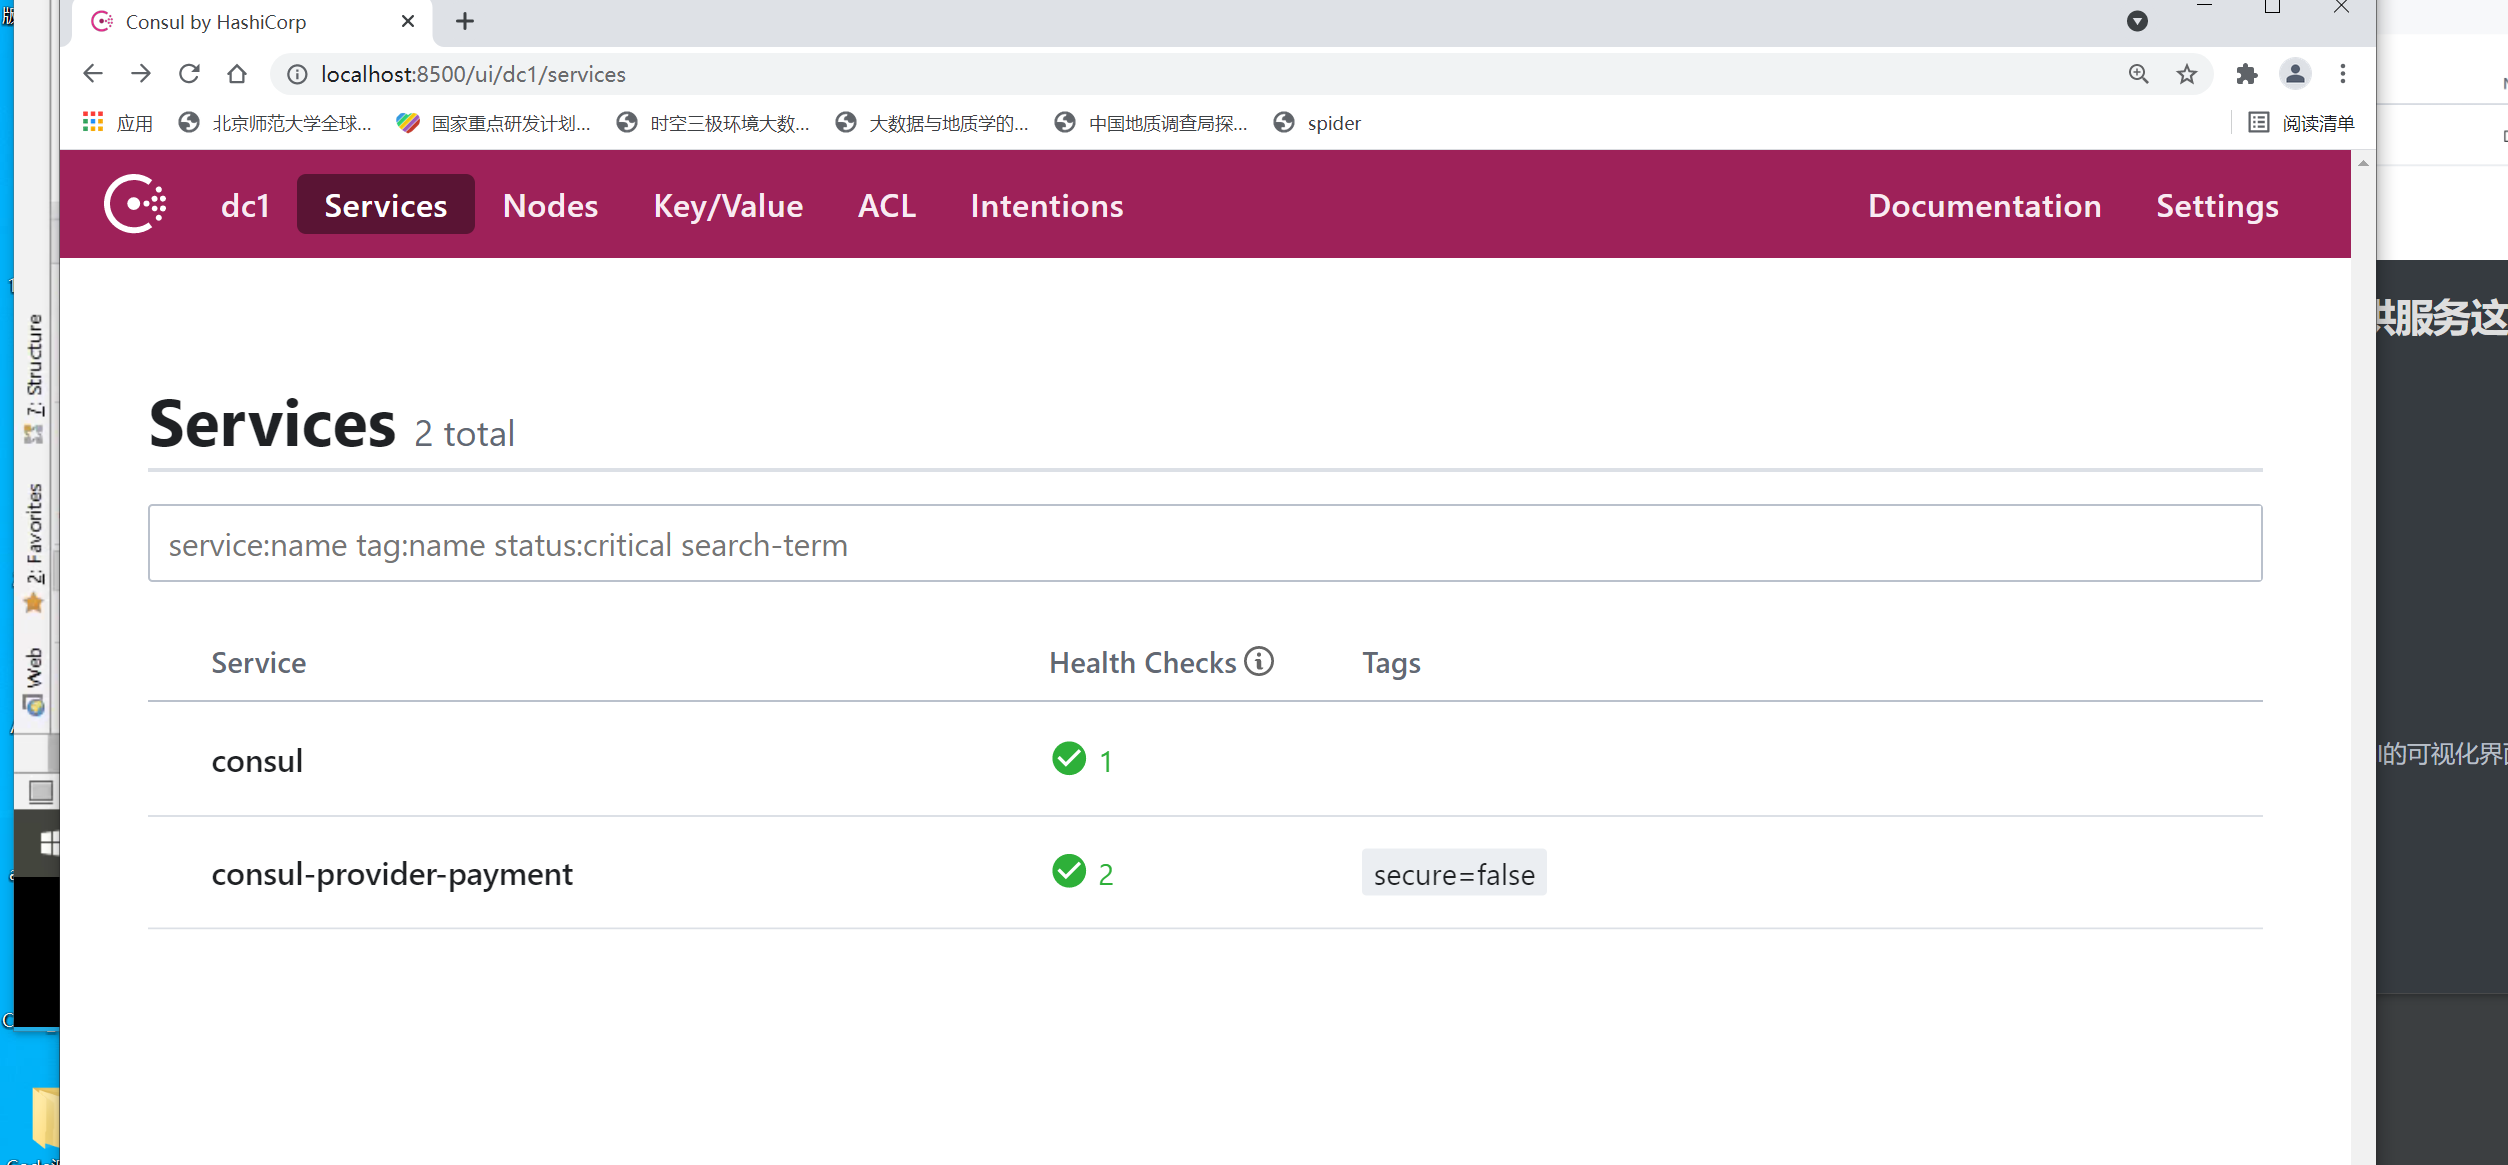 Consul by HashiCorp
localhost:8500/ui/dc1/services
应用 北京师范大学全球... 国家重点研发计划... 时空三极环境大数... 大数据与地质学的... 中国地质调查局探... spider 阅读清单
dc1 Services Nodes Key/Value ACL Intentions Documentation Settings
Services 2 total
service:name tag:name status:critical search-term
Service Health Checks Tags
consul 1
consul-provider-payment 2 secure=false
7: Structure
2: Favorites
Web
供服务这
的可视化界面